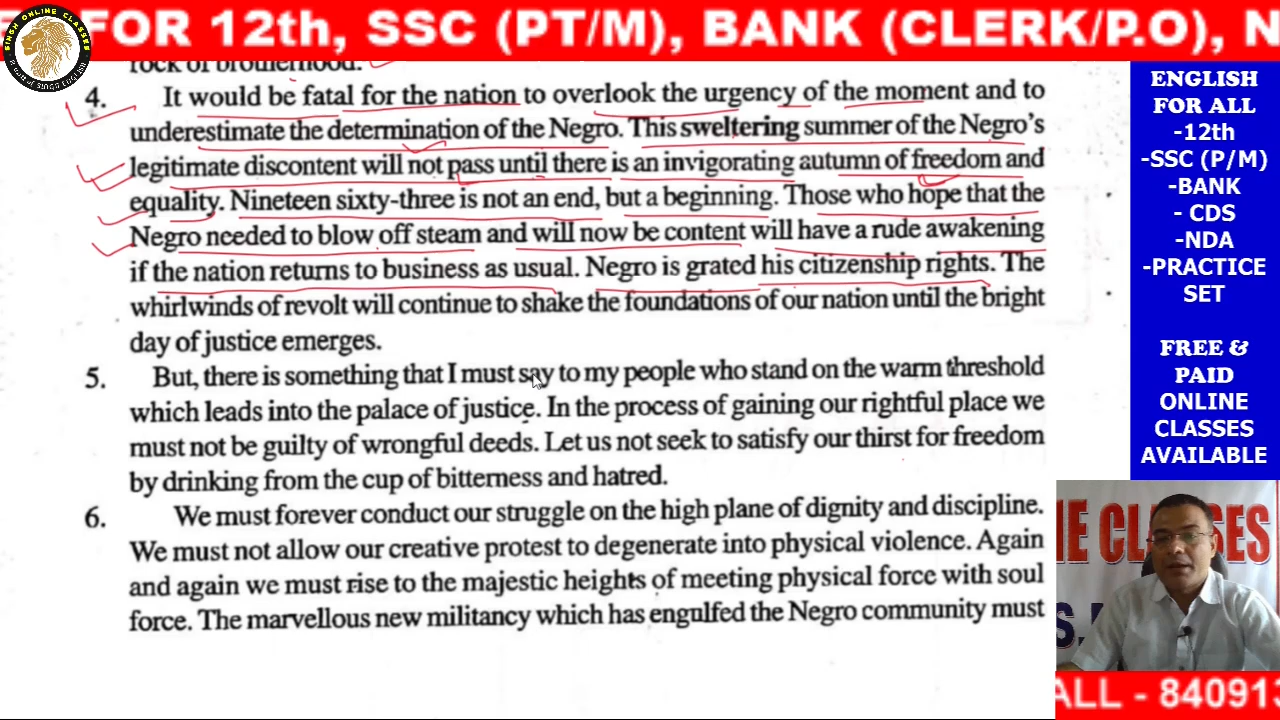 FOR 12th, SSC (PT/M), BANK (CLERK/P.O), N
SINGH ONLINE CLASSES
rock of brotherhood.
4. It would be fatal for the nation to overlook the urgency of the moment and to
underestimate the determination of the Negro. This sweltering summer of the Negro's
legitimate discontent will not pass until there is an invigorating autumn of freedom and
equality. Nineteen sixty-three is not an end, but a beginning. Those who hope that the
Negro needed to blow off steam and will now be content will have a rude awakening
if the nation returns to business as usual. Negro is grated his citizenship rights. The
whirlwinds of revolt will continue to shake the foundations of our nation until the bright
day of justice emerges.
5. But, there is something that I must say to my people who stand on the warm threshold
which leads into the palace of justice. In the process of gaining our rightful place we
must not be guilty of wrongful deeds. Let us not seek to satisfy our thirst for freedom
by drinking from the cup of bitterness and hatred.
6. We must forever conduct our struggle on the high plane of dignity and discipline.
We must not allow our creative protest to degenerate into physical violence. Again
and again we must rise to the majestic heights of meeting physical force with soul
force. The marvellous new militancy which has engulfed the Negro community must
ENGLISH
FOR ALL
-12th
-SSC (P/M)
-BANK
- CDS
-NDA
-PRACTICE
SET
FREE &
PAID
ONLINE
CLASSES
AVAILABLE
ALL - 84091